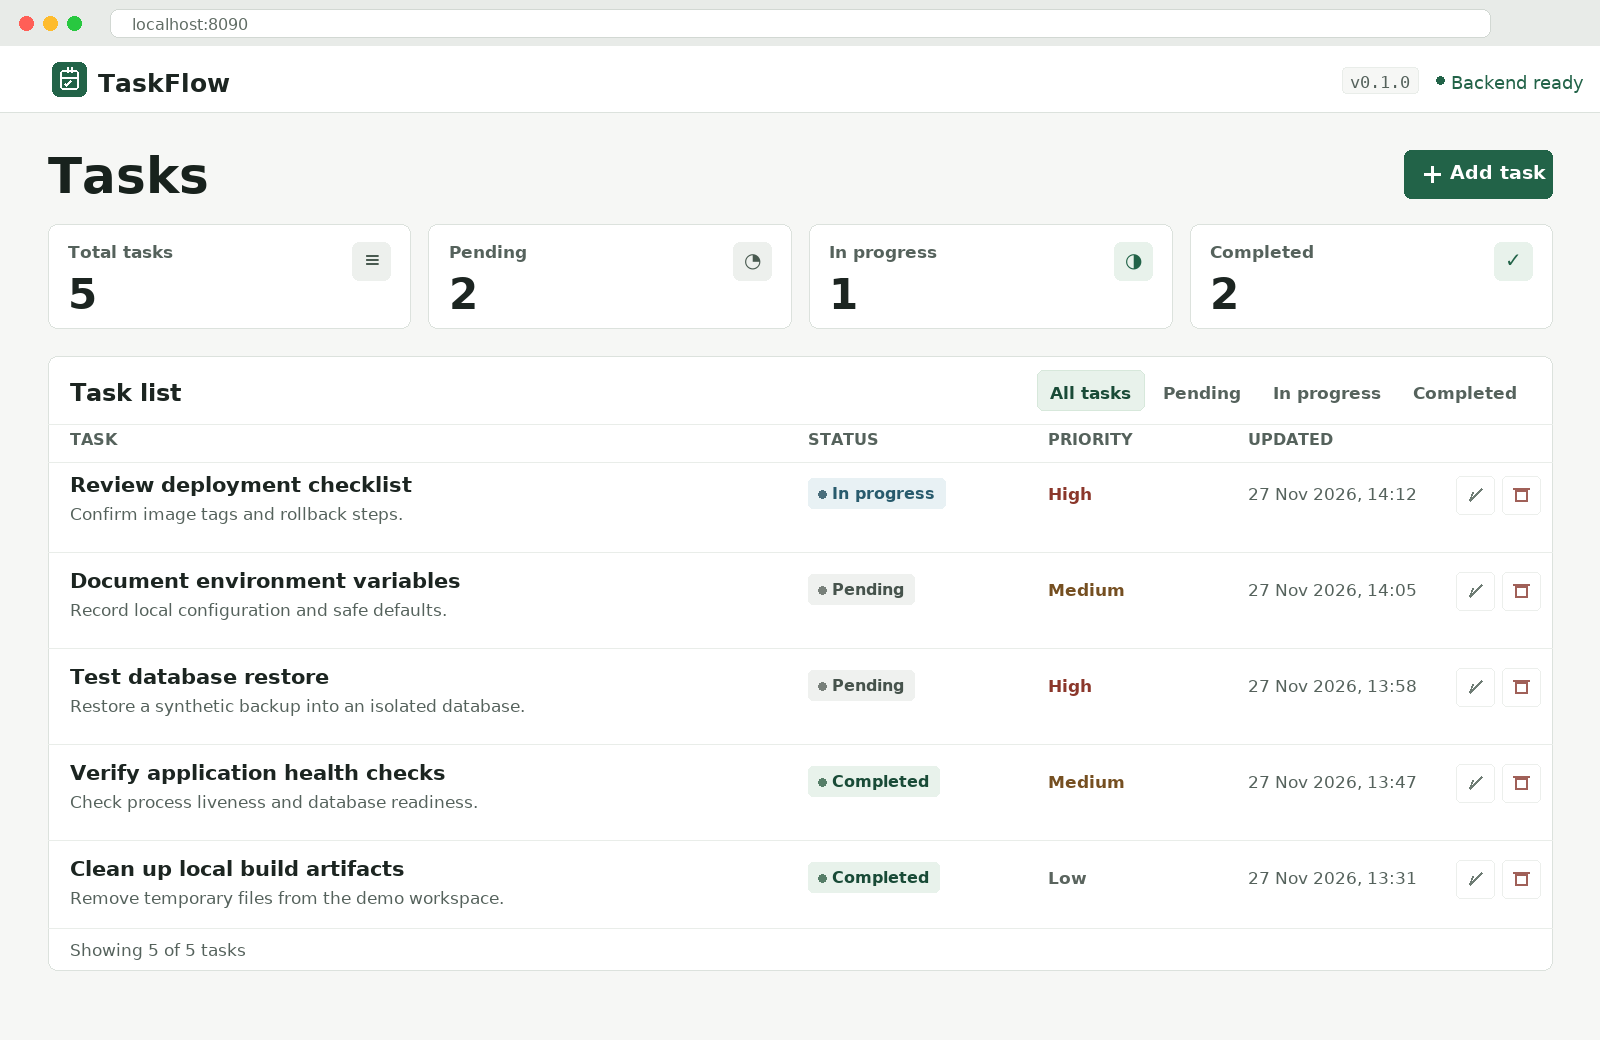 localhost:8090
TaskFlow
v0.1.0
Backend ready
Tasks
+ Add task
Total tasks
5
Pending
2
In progress
1
Completed
2
Task list
All tasks
Pending
In progress
Completed
TASK STATUS PRIORITY UPDATED
Review deployment checklist
Confirm image tags and rollback steps.
In progress
High
27 Nov 2026, 14:12
Document environment variables
Record local configuration and safe defaults.
Pending
Medium
27 Nov 2026, 14:05
Test database restore
Restore a synthetic backup into an isolated database.
Pending
High
27 Nov 2026, 13:58
Verify application health checks
Check process liveness and database readiness.
Completed
Medium
27 Nov 2026, 13:47
Clean up local build artifacts
Remove temporary files from the demo workspace.
Completed
Low
27 Nov 2026, 13:31
Showing 5 of 5 tasks